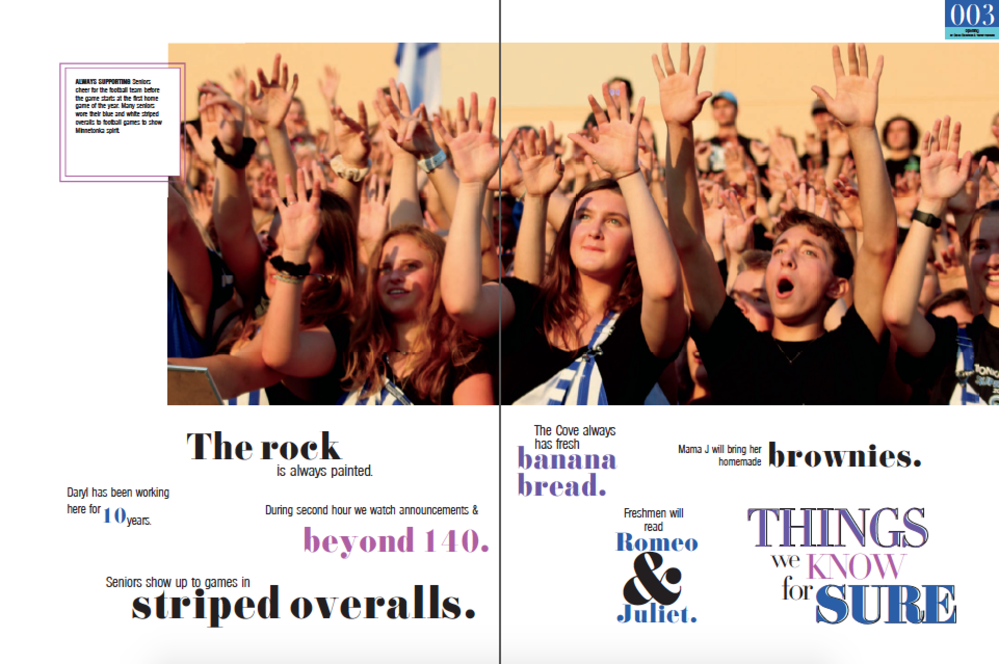 003
opening
ALWAYS SUPPORTING Seniors
cheer for the football team before
the game starts at the first home
game of the year. Many seniors
wore their blue and white striped
overalls to football games to show
Minnetonka spirit.
The rock
is always painted.
Daryl has been working
here for 10 years.
During second hour we watch announcements &
beyond 140.
Seniors show up to games in
striped overalls.
The Cove always
has fresh
banana
bread.
Mama J will bring her
homemade brownies.
Freshmen will
read
Romeo
&
Juliet.
THINGS
we KNOW
for SURE